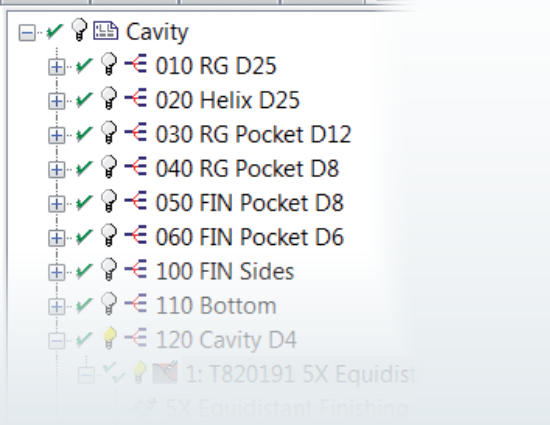 Cavity
010 RG D25
020 Helix D25
030 RG Pocket D12
040 RG Pocket D8
050 FIN Pocket D8
060 FIN Pocket D6
100 FIN Sides
110 Bottom
120 Cavity D4
1: T820191 5X Equidist
5X Equidistant Finishing